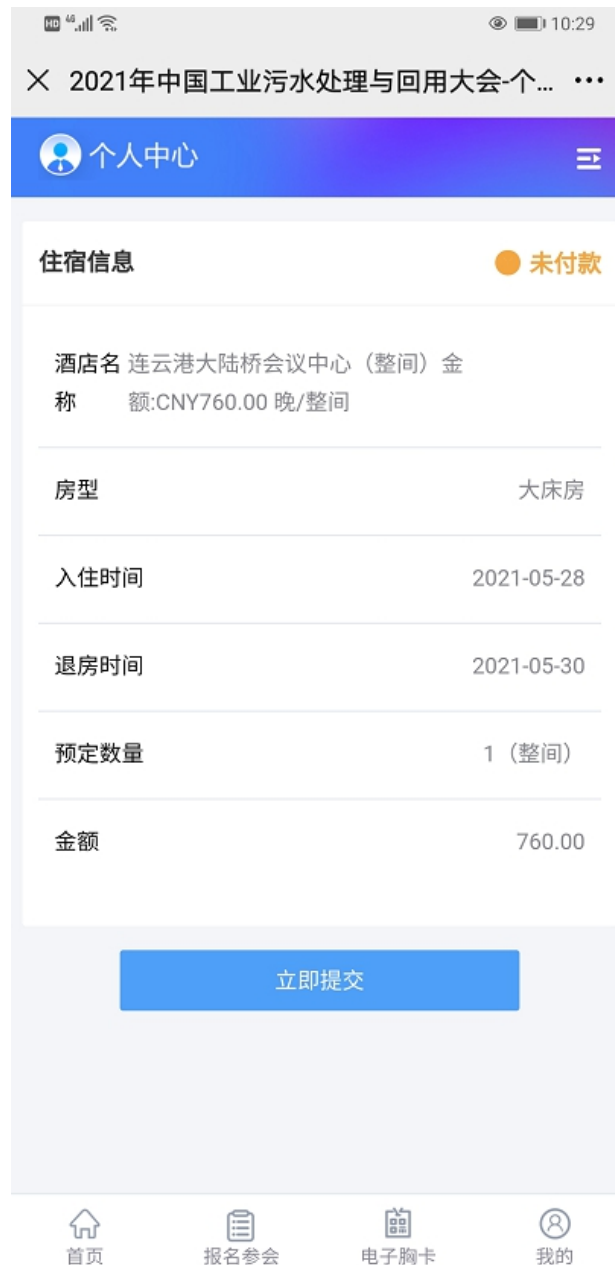 HD 4G 10:29
2021年中国工业污水处理与回用大会-个... 
个人中心
住宿信息 未付款
酒店名 连云港大陆桥会议中心（整间）金
称 额:CNY760.00 晚/整间
房型 大床房
入住时间 2021-05-28
退房时间 2021-05-30
预定数量 1（整间）
金额 760.00
立即提交
首页 报名参会 电子胸卡 我的